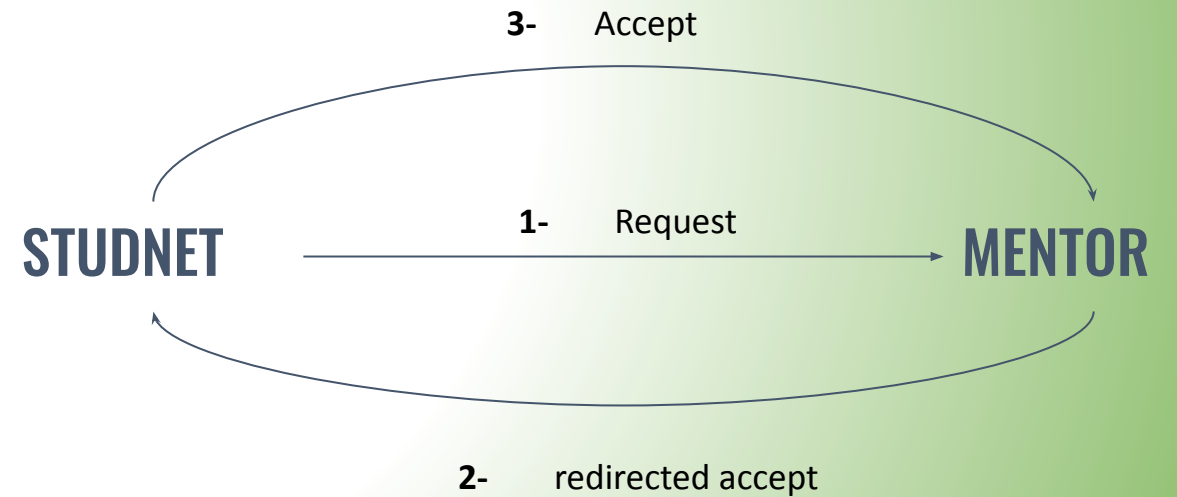 3- Accept
1- Request
STUDNET
MENTOR
2- redirected accept